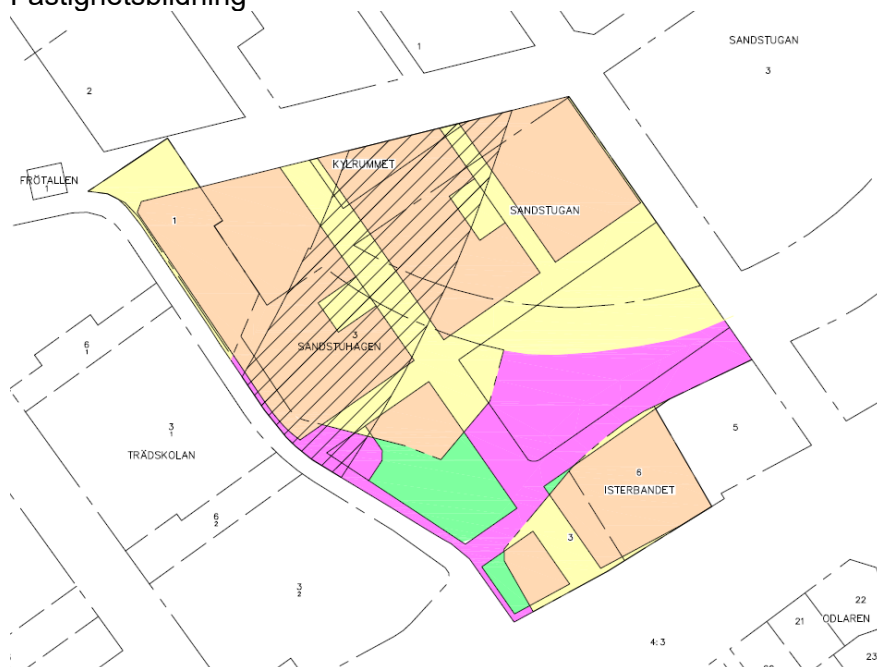 Fastighetsbildning
SANDSTUGAN
3
1
2
KYLRUMMET
FRÖTALLEN
1
1
SANDSTUGAN
3
SANDSTUHAGEN
6
1
3
1
TRÄDSKOLAN
5
6
ISTERBANDET
6
2
3
3
2
4:3
22
21
ODLAREN
23